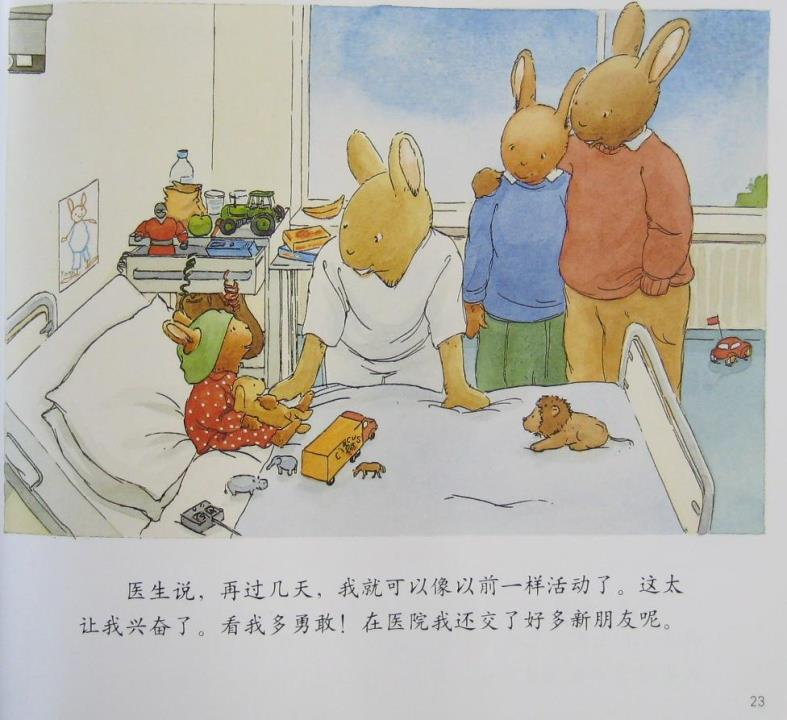 CIRCUS
医生说，再过几天，我就可以像以前一样活动了。这太
让我兴奋了。看我多勇敢！在医院我还交了好多新朋友呢。
23